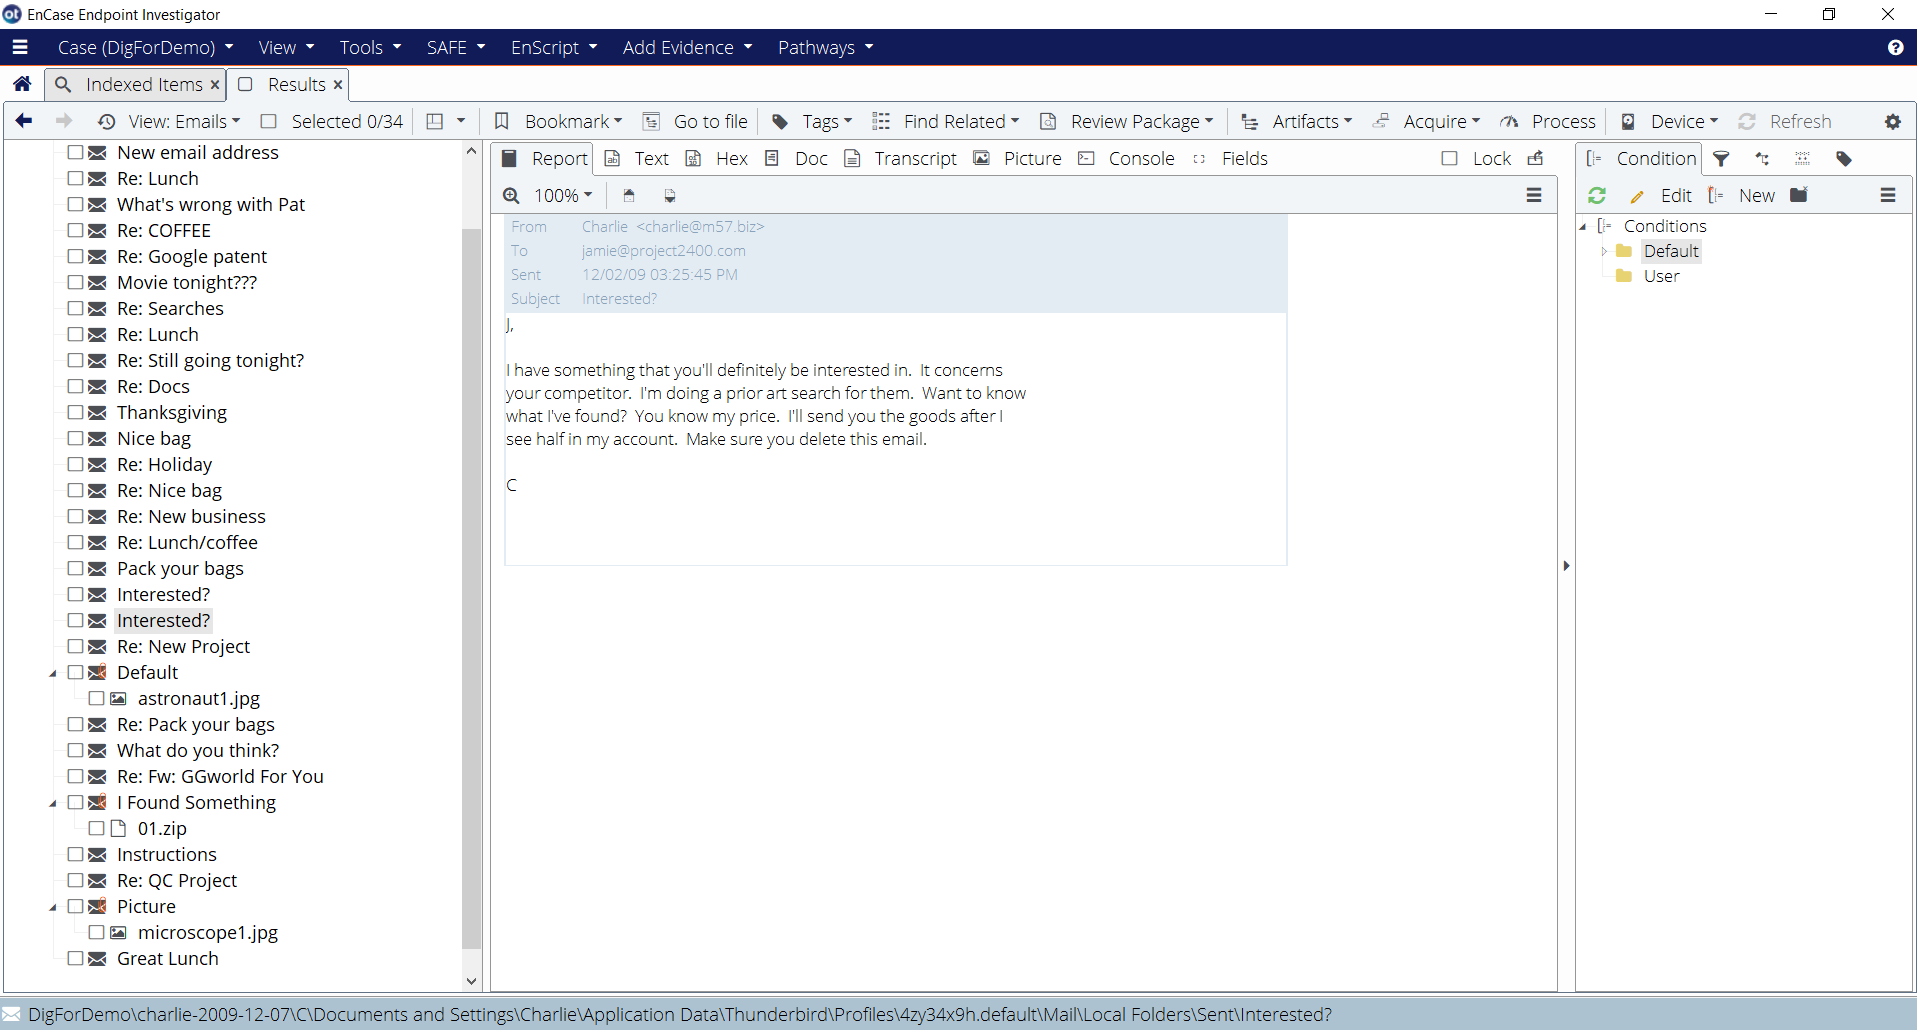 EnCase Endpoint Investigator
Case (DigForDemo) View Tools SAFE EnScript Add Evidence Pathways
Indexed Items Results
View: Emails Selected 0/34 Bookmark Go to file Tags Find Related Review Package Artifacts Acquire Process Device Refresh
New email address
Re: Lunch
What's wrong with Pat
Re: COFFEE
Re: Google patent
Movie tonight???
Re: Searches
Re: Lunch
Re: Still going tonight?
Re: Docs
Thanksgiving
Nice bag
Re: Holiday
Re: Nice bag
Re: New business
Re: Lunch/coffee
Pack your bags
Interested?
Interested?
Re: New Project
Default
astronaut1.jpg
Re: Pack your bags
What do you think?
Re: Fw: GGworld For You
I Found Something
01.zip
Instructions
Re: QC Project
Picture
microscope1.jpg
Great Lunch
Report Text Hex Doc Transcript Picture Console Fields Lock
100%
From Charlie <charlie@m57.biz>
To jamie@project2400.com
Sent 12/02/09 03:25:45 PM
Subject Interested?
J,
I have something that you'll definitely be interested in. It concerns
your competitor. I'm doing a prior art search for them. Want to know
what I've found? You know my price. I'll send you the goods after I
see half in my account. Make sure you delete this email.
C
Condition
Edit New
Conditions
Default
User
DigForDemo\charlie-2009-12-07\C\Documents and Settings\Charlie\Application Data\Thunderbird\Profiles\4zy34x9h.default\Mail\Local Folders\Sent\Interested?